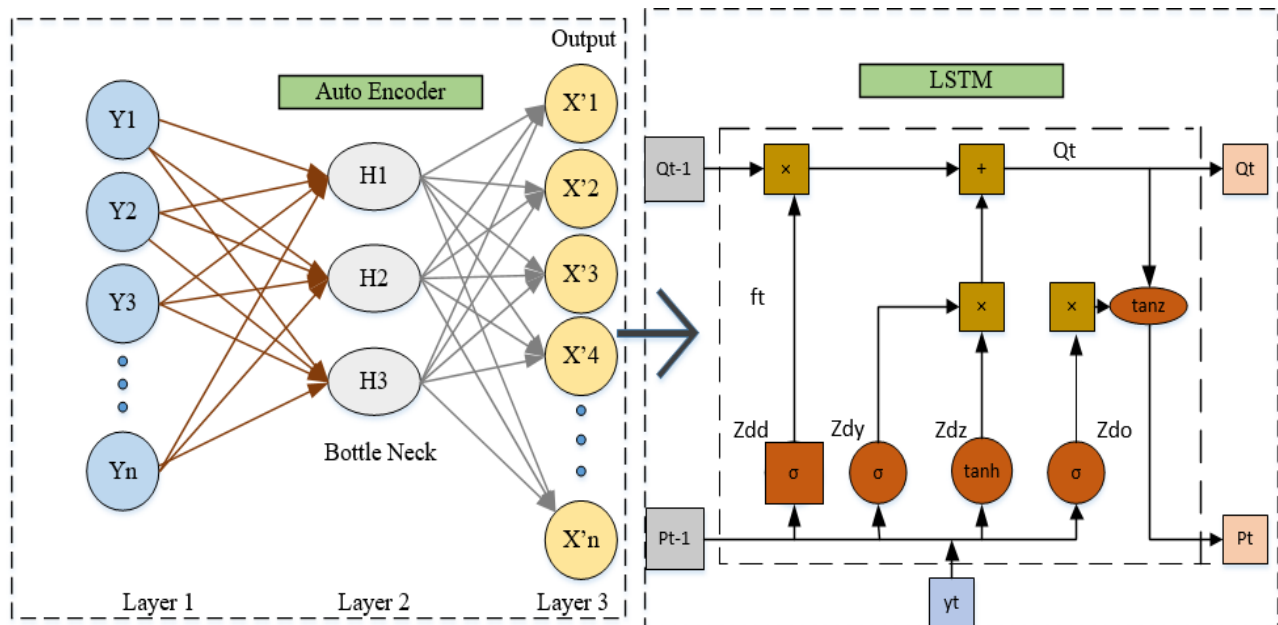 Output
Auto Encoder
Y1
Y2
Y3
Yn
H1
H2
H3
Bottle Neck
X’1
X’2
X’3
X’4
X’n
Layer 1
Layer 2
Layer 3
LSTM
Qt-1
×
+
Qt
Qt
ft
×
×
tanz
Zdd
Zdy
Zdz
Zdo
σ
σ
tanh
σ
Pt-1
Pt
yt